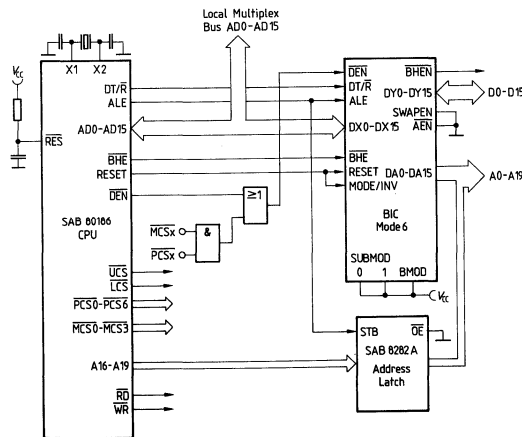 Local Multiplex
Bus AD0-AD15
X1 X2
VCC
RES
DT/R
ALE
AD0-AD15
BHE
RESET
DEN
SAB 80186
CPU
UCS
LCS
PCS0-PCS6
MCS0-MCS3
A16-A19
RD
WR
≥1
MCSx
&
PCSx
DEN
DT/R
ALE
DX0-DX15
BHE
RESET
MODE/INV
BHEN
DY0-DY15
SWAPEN
AEN
DA0-DA15
BIC
Mode 6
SUBMOD
0 1 BMOD
D0-D15
A0-A19
VCC
STB OE
SAB 8282 A
Address
Latch